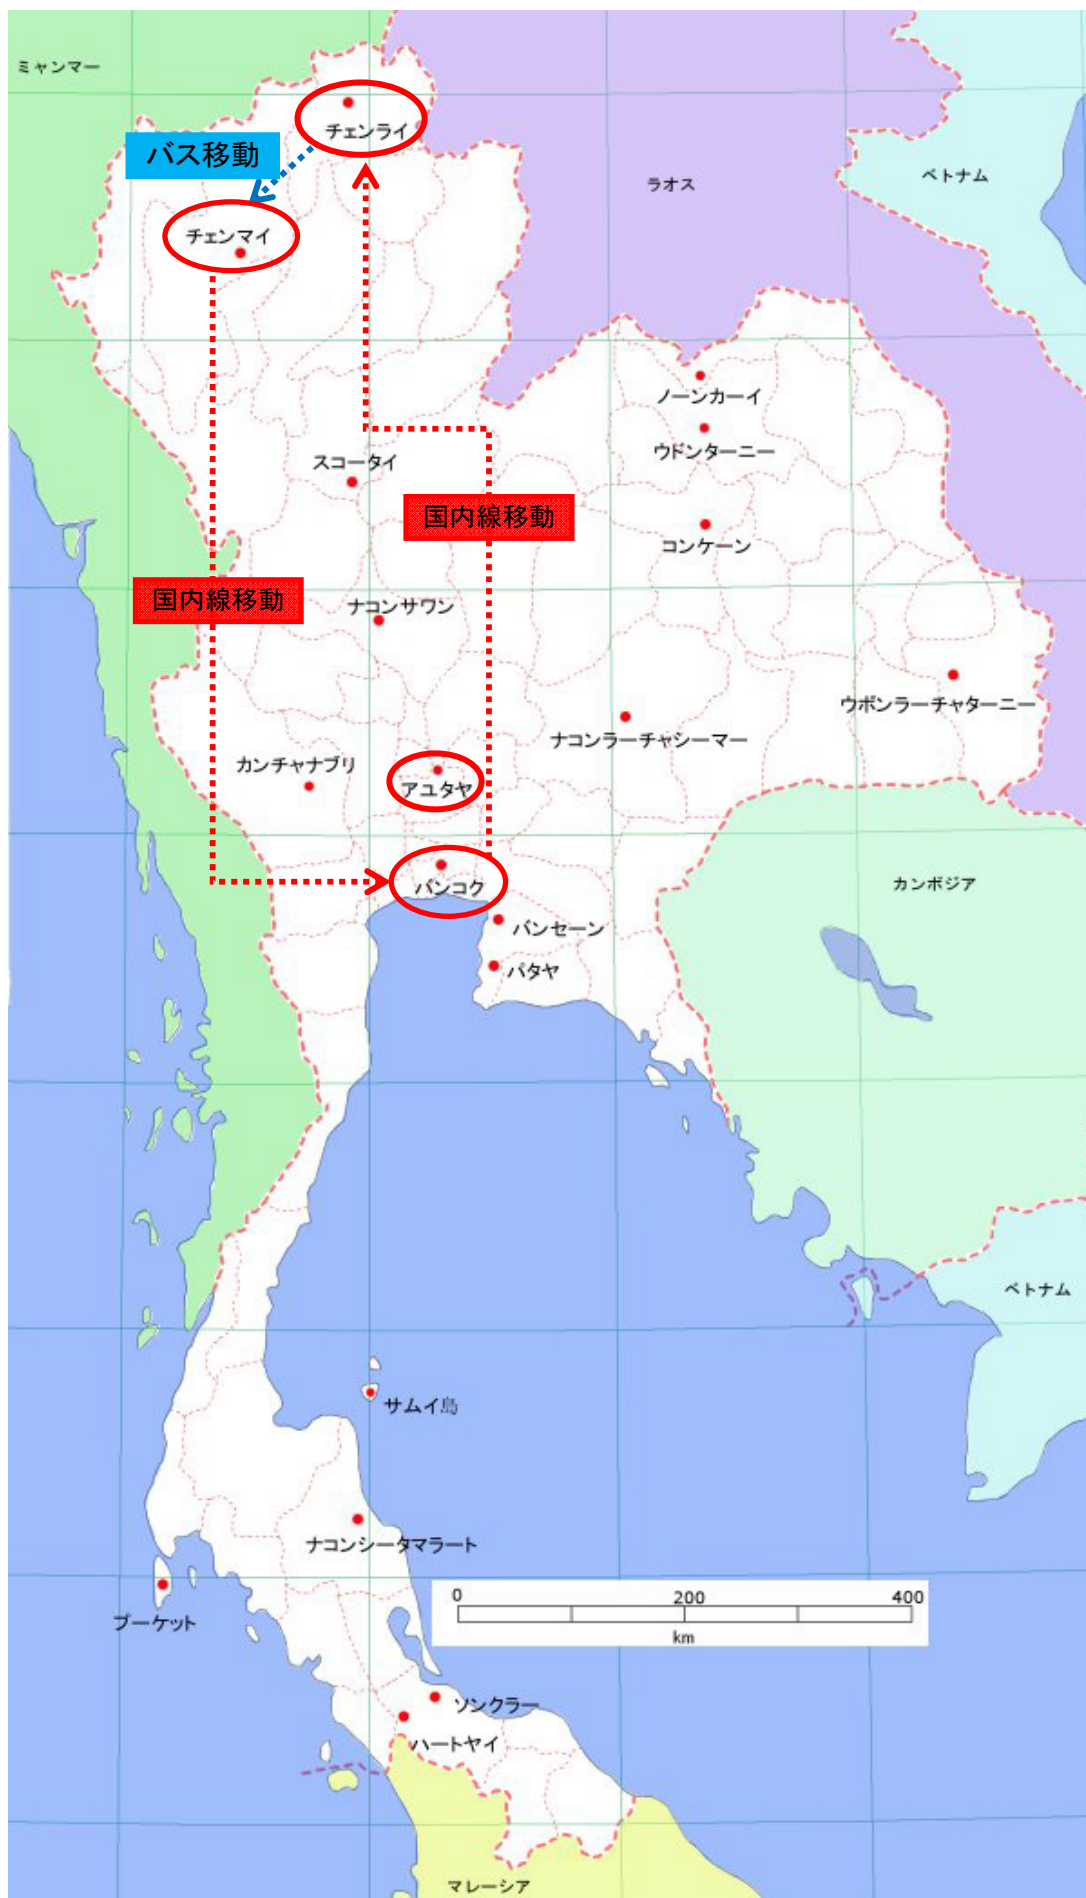 ミャンマー
チェンライ
バス移動
ラオス
ベトナム
チェンマイ
ノーンカーイ
ウドンターニー
スコータイ
国内線移動
コンケーン
国内線移動
ナコンサワン
ウボンラーチャターニー
ナコンラーチャシーマー
カンチャナブリ
アユタヤ
バンコク
カンボジア
バンセーン
パタヤ
ベトナム
サムイ島
ナコンシータマラート
0 200 400
km
プーケット
ソンクラー
ハートヤイ
マレーシア